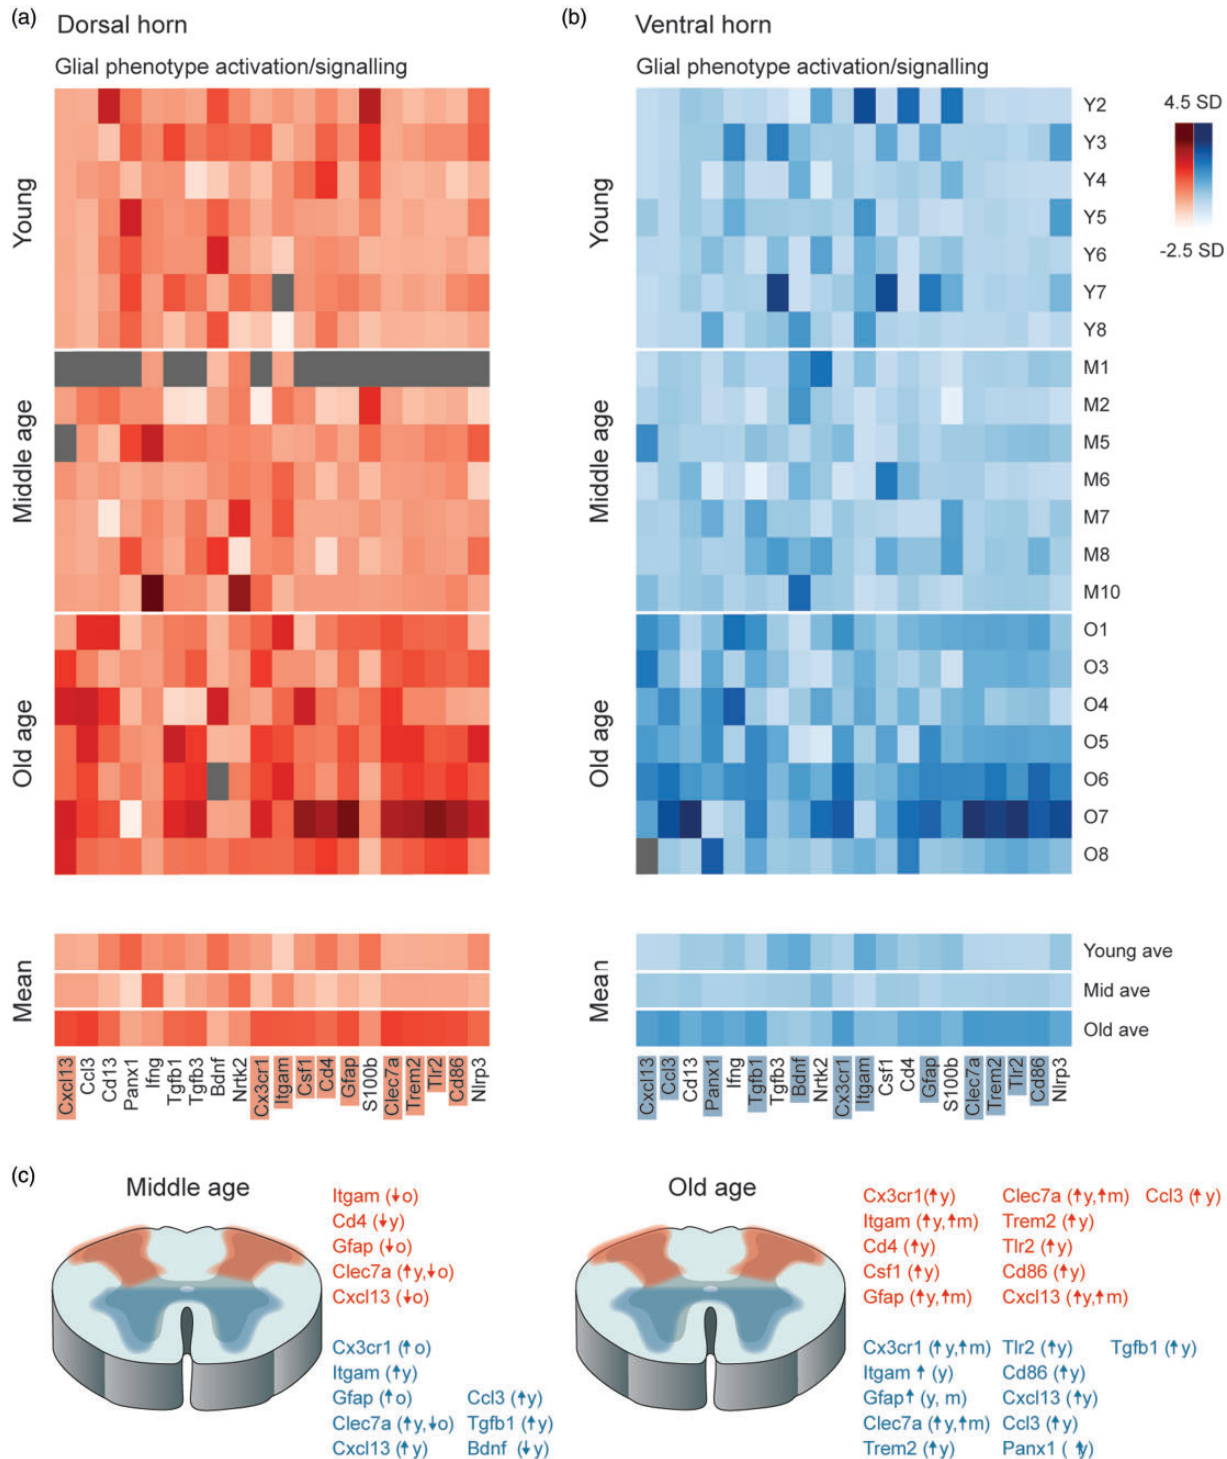 (a) Dorsal horn
Glial phenotype activation/signalling
Young
Middle age
Old age
Mean
Cxcl13
Ccl3
Cd13
Panx1
Ifng
Tgfb1
Tgfb3
Bdnf
Nrtk2
Cx3cr1
Itgam
Csf1
Cd4
Gfap
S100b
Clec7a
Trem2
Tlr2
Cd86
Nlrp3
(b) Ventral horn
Glial phenotype activation/signalling
Young
Middle age
Old age
Mean
Y2
Y3
Y4
Y5
Y6
Y7
Y8
M1
M2
M5
M6
M7
M8
M10
O1
O3
O4
O5
O6
O7
O8
Young ave
Mid ave
Old ave
4.5 SD
-2.5 SD
Cxcl13
Ccl3
Cd13
Panx1
Ifng
Tgfb1
Tgfb3
Bdnf
Nrtk2
Cx3cr1
Itgam
Csf1
Cd4
Gfap
S100b
Clec7a
Trem2
Tlr2
Cd86
Nlrp3
(c)
Middle age
Itgam (↓o)
Cd4 (↓y)
Gfap (↓o)
Clec7a (↑y,↓o)
Cxcl13 (↓o)
Cx3cr1 (↑o)
Itgam (↑y)
Gfap (↑o) Ccl3 (↑y)
Clec7a (↑y,↓o) Tgfb1 (↑y)
Cxcl13 (↑y) Bdnf (↓y)
Old age
Cx3cr1(↑y) Clec7a (↑y,↑m) Ccl3 (↑y)
Itgam (↑y,↑m) Trem2 (↑y)
Cd4 (↑y) Tlr2 (↑y)
Csf1 (↑y) Cd86 (↑y)
Gfap (↑y,↑m) Cxcl13 (↑y,↑m)
Cx3cr1 (↑y,↑m) Tlr2 (↑y) Tgfb1 (↑y)
Itgam ↑ (y) Cd86 (↑y)
Gfap↑ (y, m) Cxcl13 (↑y)
Clec7a (↑y,↑m) Ccl3 (↑y)
Trem2 (↑y) Panx1 ( ↑y)